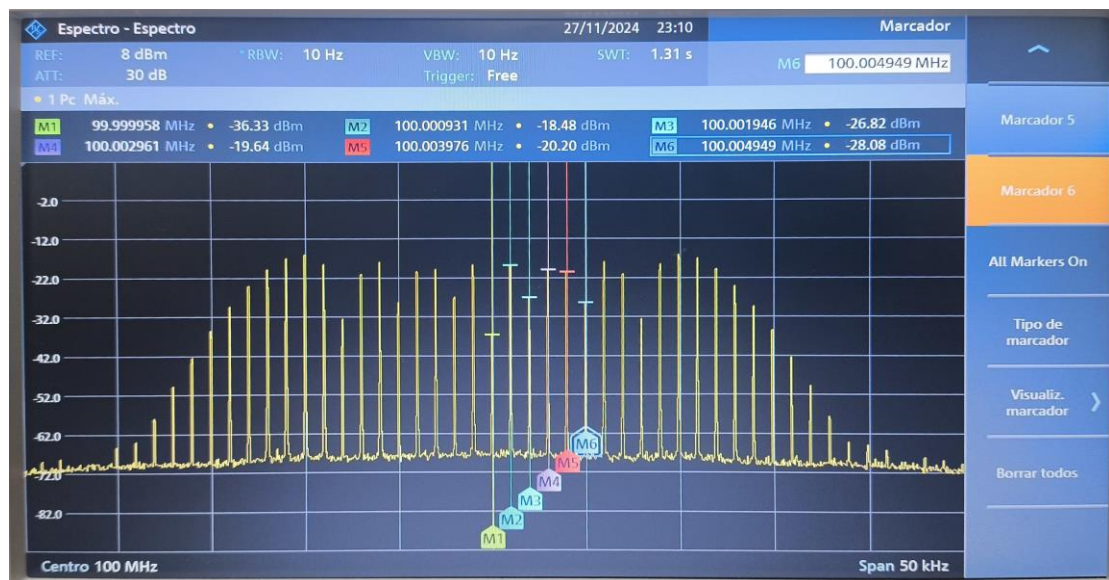 Espectro - Espectro 27/11/2024 23:10 Marcador
REF: 8 dBm *RBW: 10 Hz VBW: 10 Hz SWT: 1.31 s
ATT: 30 dB Trigger: Free M6 100.004949 MHz
1 Pc Máx.
M1 99.999958 MHz • -36.33 dBm M2 100.000931 MHz • -18.48 dBm M3 100.001946 MHz • -26.82 dBm
M4 100.002961 MHz • -19.64 dBm M5 100.003976 MHz • -20.20 dBm M6 100.004949 MHz • -28.08 dBm
Marcador 5
Marcador 6
All Markers On
Tipo de
marcador
Visualiz.
marcador
Borrar todos
-2.0
-12.0
-22.0
-32.0
-42.0
-52.0
-62.0
-72.0
-82.0
M6
M5
M4
M3
M2
M1
Centro 100 MHz Span 50 kHz